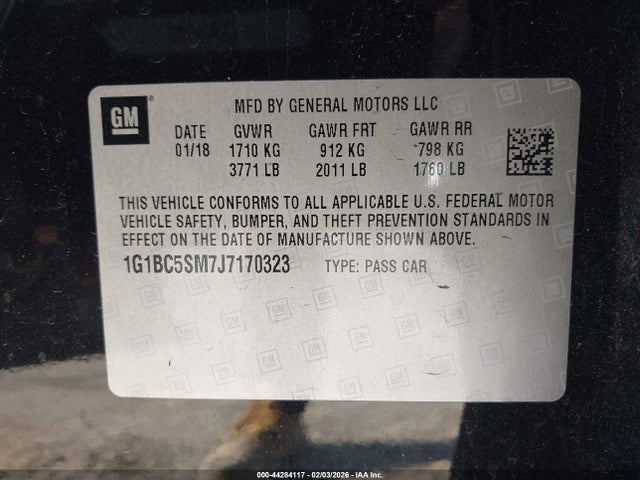 GM
MFD BY GENERAL MOTORS LLC
DATE GVWR GAWR FRT GAWR RR
01/18 1710 KG 912 KG 798 KG
3771 LB 2011 LB 1760 LB
THIS VEHICLE CONFORMS TO ALL APPLICABLE U.S. FEDERAL MOTOR
VEHICLE SAFETY, BUMPER, AND THEFT PREVENTION STANDARDS IN
EFFECT ON THE DATE OF MANUFACTURE SHOWN ABOVE.
1G1BC5SM7J7170323 TYPE: PASS CAR
000-44284117 - 02/03/2026 - IAA Inc.